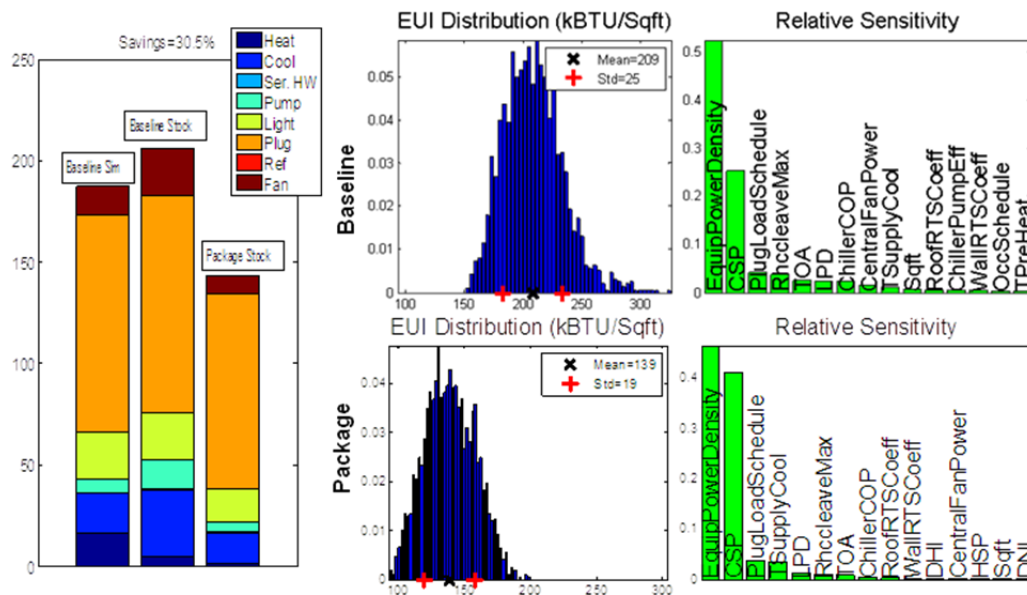 Savings=30.5%
250
200
150
100
50
0
Baseline Sim
Baseline Stock
Package Stock
Heat
Cool
Ser. HW
Pump
Light
Plug
Ref
Fan
EUI Distribution (kBTU/Sqft)
Baseline
0.05
0.04
0.03
0.02
0.01
0
100
150
200
250
300
Mean=209
Std=25
Relative Sensitivity
0.5
0.4
0.3
0.2
0.1
0
EquipPowerDensity
CSP
PlugLoadSchedule
RhccleaveMax
TOA
LPD
ChillerCOP
CentralFanPower
TSupplyCool
Sqft
RoofRTSCoeff
ChillerPumpEff
WallRTSCoeff
OccSchedule
TPreHeat
EUI Distribution (kBTU/Sqft)
Package
0.04
0.03
0.02
0.01
0
100
150
200
250
300
Mean=139
Std=19
Relative Sensitivity
0.4
0.3
0.2
0.1
0
EquipPowerDensity
CSP
PlugLoadSchedule
TSupplyCool
LPD
RhccleaveMax
TOA
ChillerCOP
RoofRTSCoeff
WallRTSCoeff
DHI
CentralFanPower
HSP
Sqft
DNI